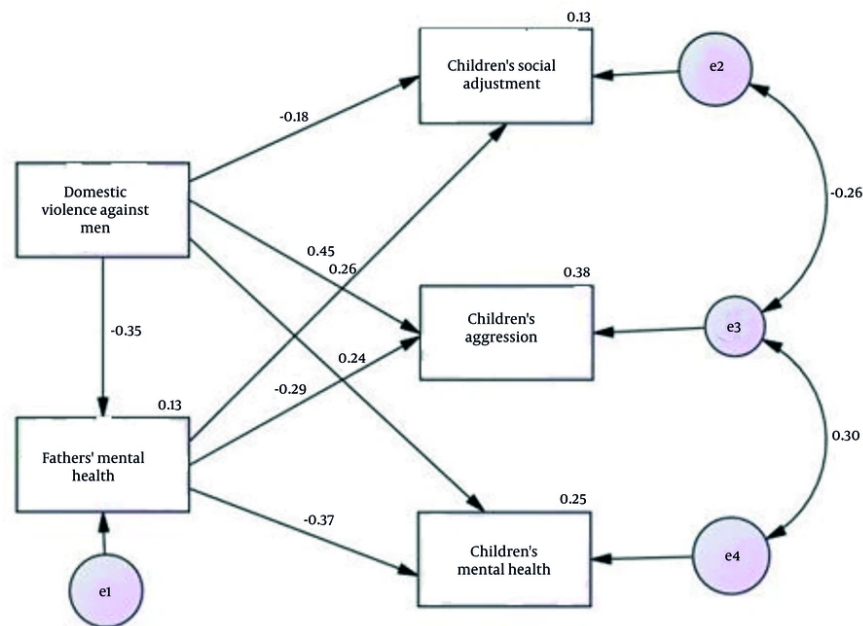 0.13
Children's social
adjustment
e2
-0.18
Domestic
violence against
men
-0.26
0.45
0.26
0.38
Children's
aggression
e3
-0.35
0.24
-0.29
0.13
Fathers' mental
health
0.30
0.25
-0.37
Children's
mental health
e4
e1